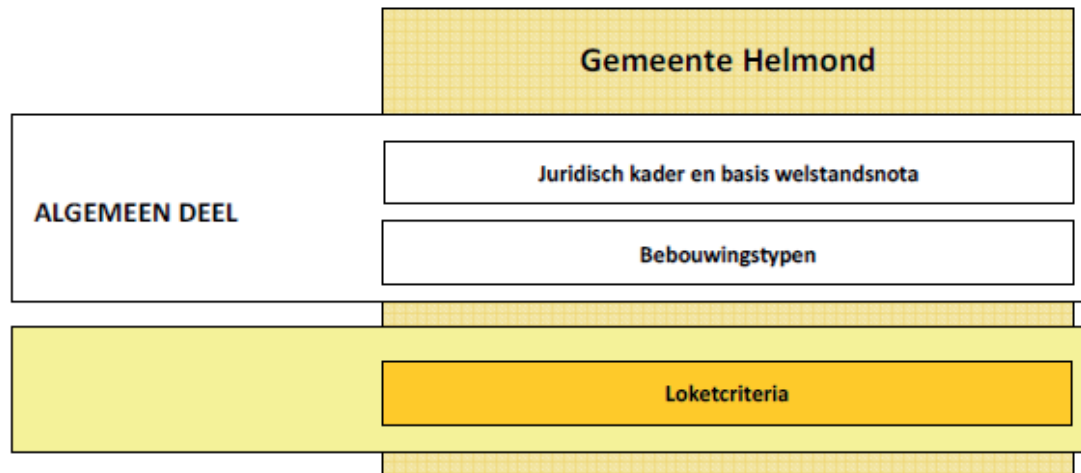 Gemeente Helmond
Juridisch kader en basis welstandsnota
ALGEMEEN DEEL
Bebouwingstypen
Loketcriteria